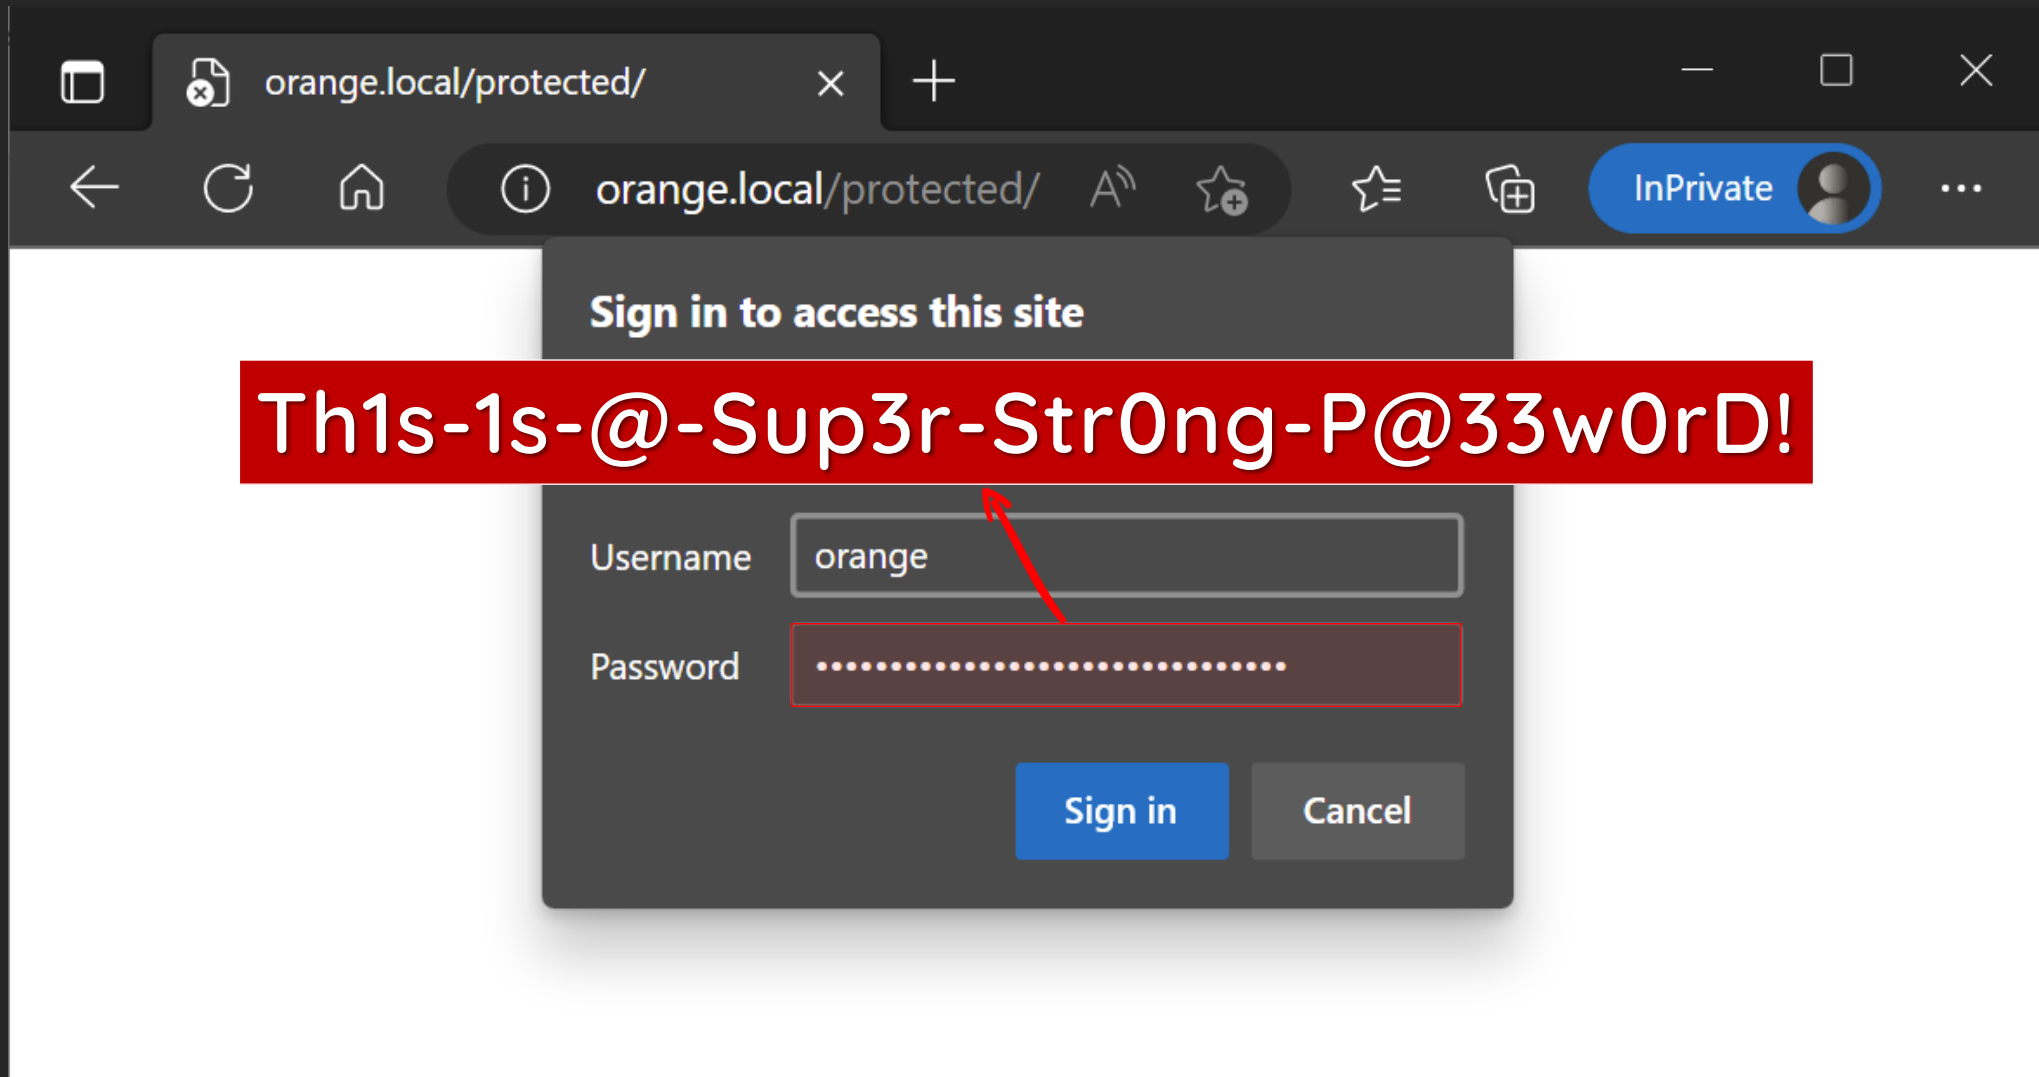 orange.local/protected/
orange.local/protected/
InPrivate
Sign in to access this site
Th1s-1s-@-Sup3r-Str0ng-P@33w0rD!
Username orange
Password ••••••••••••••••••••••••••••••••
Sign in Cancel